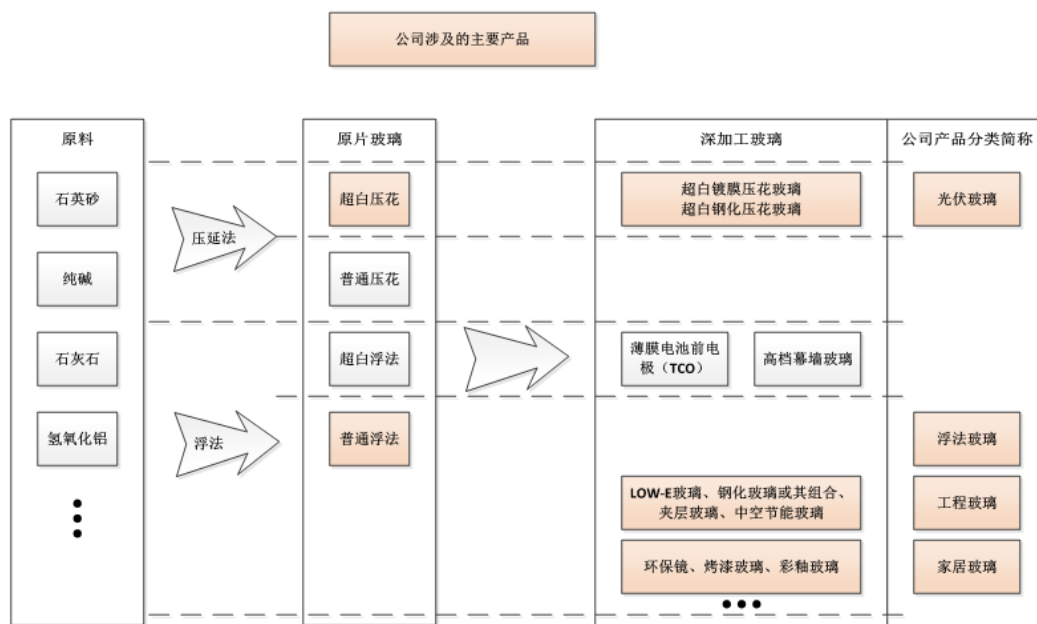 公司涉及的主要产品
原料
石英砂
纯碱
石灰石
氢氧化铝
压延法
浮法
原片玻璃
超白压花
普通压花
超白浮法
普通浮法
深加工玻璃
超白镀膜压花玻璃
超白钢化压花玻璃
薄膜电池前电
极（TCO）
高档幕墙玻璃
LOW-E玻璃、钢化玻璃或其组合、
夹层玻璃、中空节能玻璃
环保镜、烤漆玻璃、彩釉玻璃
公司产品分类简称
光伏玻璃
浮法玻璃
工程玻璃
家居玻璃